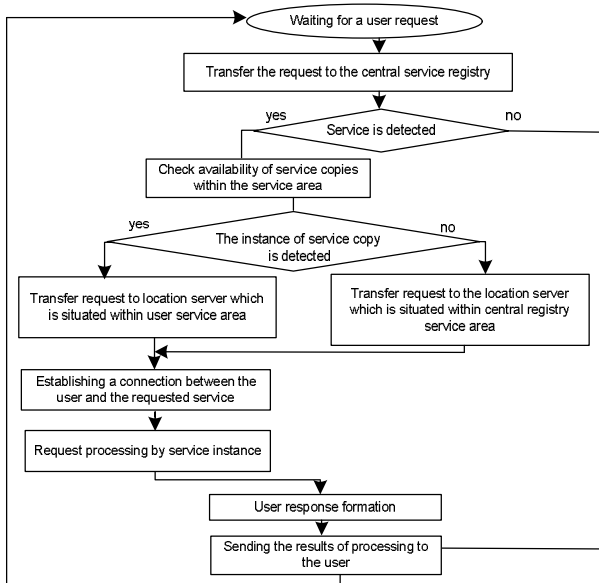 Waiting for a user request
Transfer the request to the central service registry
yes
no
Service is detected
Check availability of service copies
within the service area
yes
no
The instance of service copy
is detected
Transfer request to location server which
is situated within user service area
Transfer request to the location server
which is situated within central registry
service area
Establishing a connection between the
user and the requested service
Request processing by service instance
User response formation
Sending the results of processing to
the user